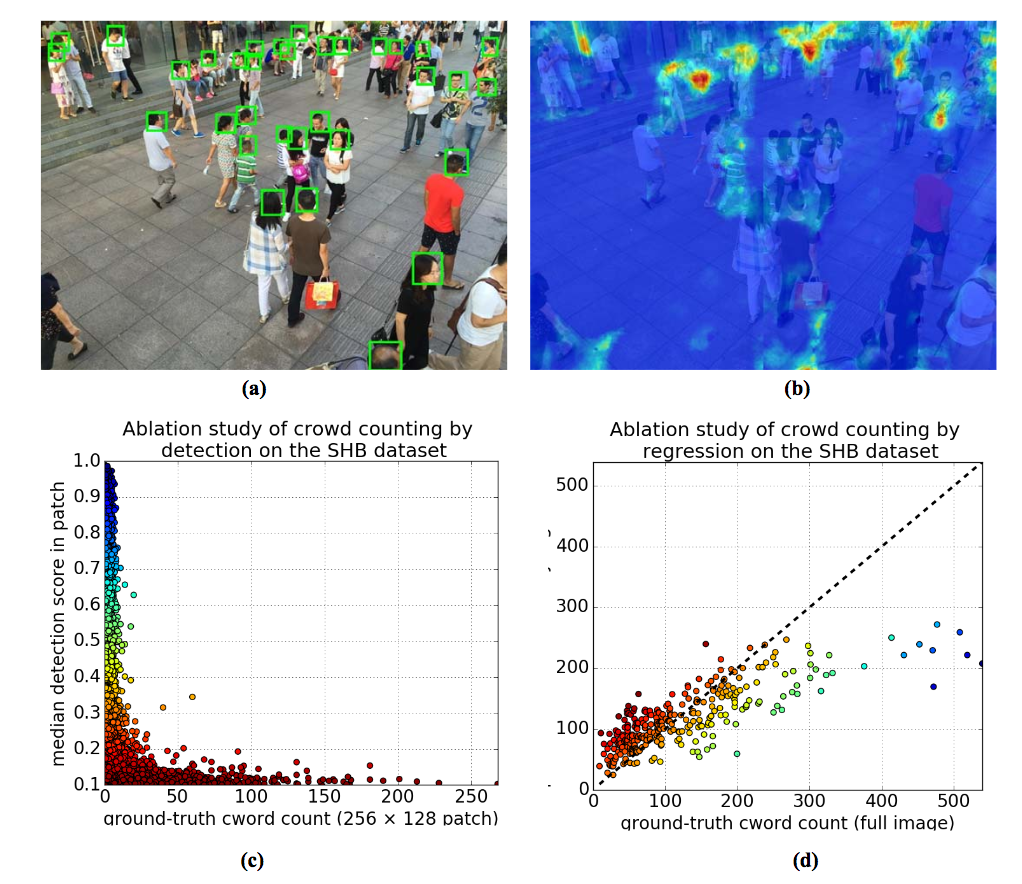 (a)
(b)
Ablation study of crowd counting by
detection on the SHB dataset
median detection score in patch
1.0
0.9
0.8
0.7
0.6
0.5
0.4
0.3
0.2
0.1
0 50 100 150 200 250
ground-truth cword count (256 × 128 patch)
(c)
Ablation study of crowd counting by
regression on the SHB dataset
500
400
300
200
100
0
0 100 200 300 400 500
ground-truth cword count (full image)
(d)